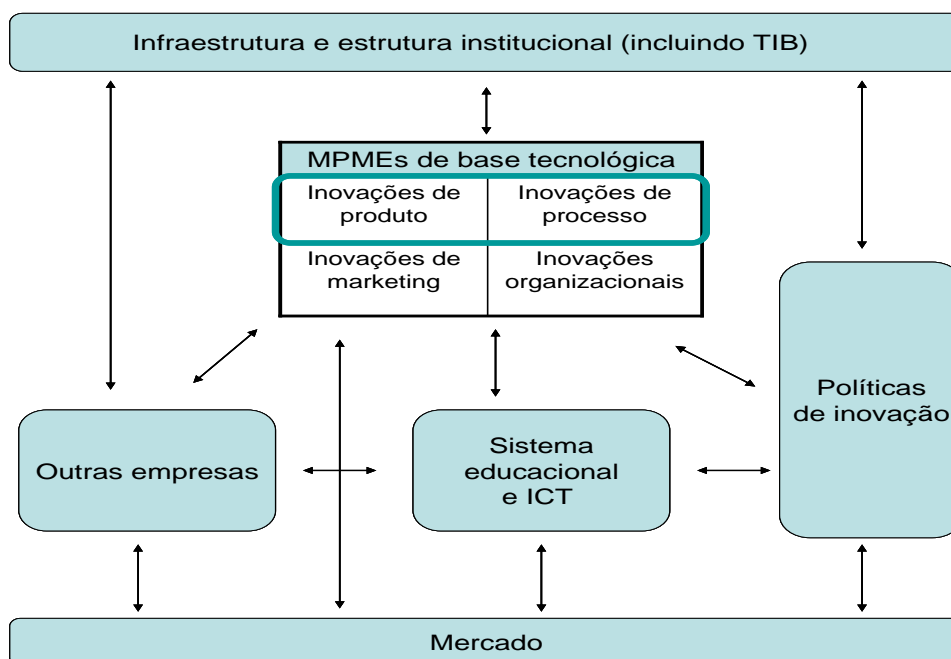 Infraestrutura e estrutura institucional (incluindo TIB)
MPMEs de base tecnológica
Inovações de
produto
Inovações de
processo
Inovações de
marketing
Inovações
organizacionais
Políticas
de inovação
Outras empresas
Sistema
educacional
e ICT
Mercado